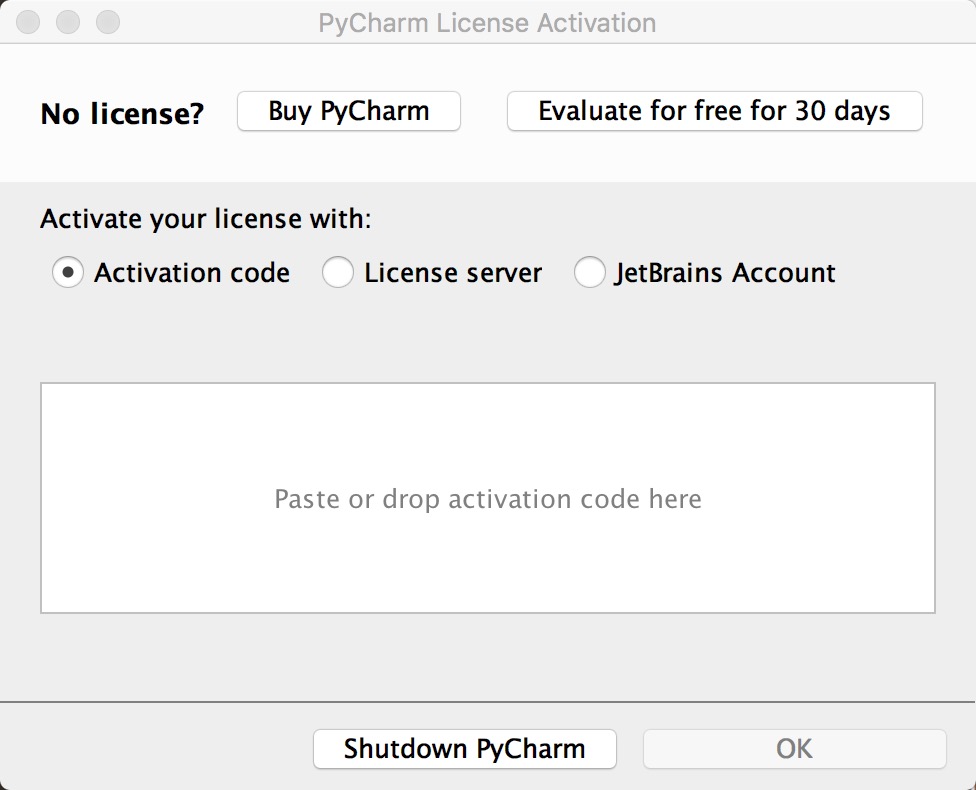 PyCharm License Activation
No license? Buy PyCharm Evaluate for free for 30 days
Activate your license with:
Activation code License server JetBrains Account
Paste or drop activation code here
Shutdown PyCharm OK